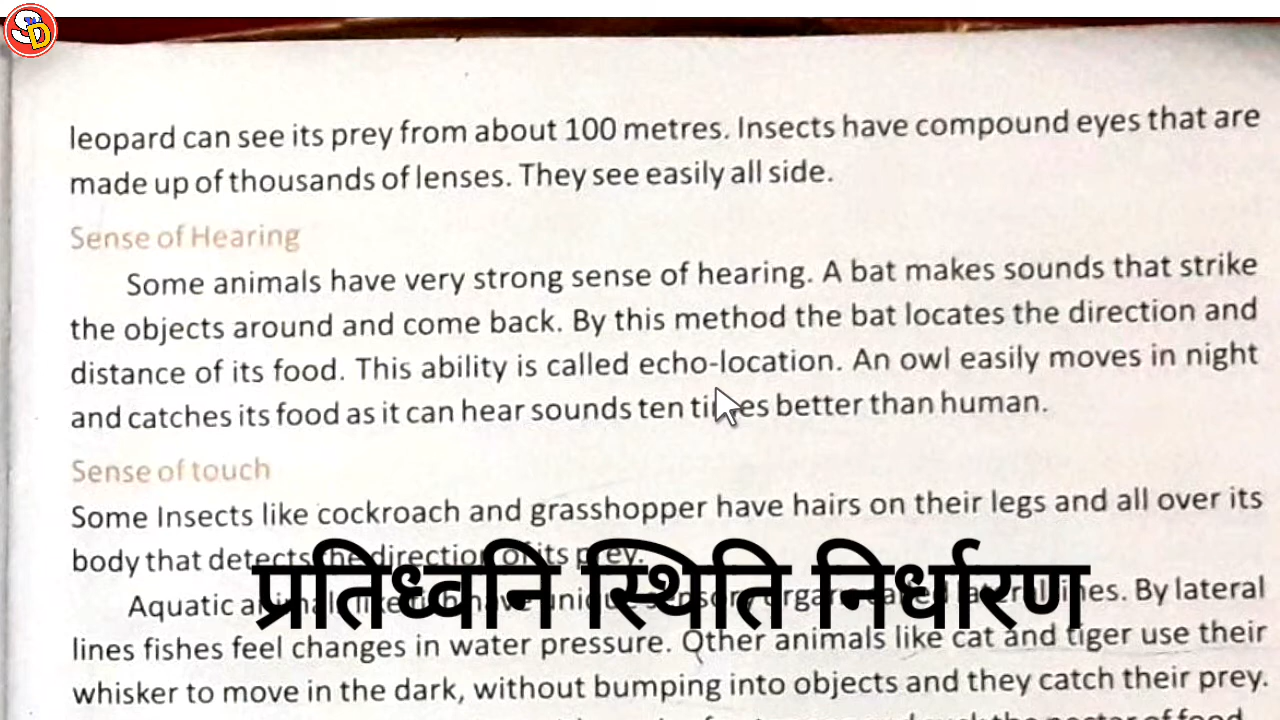 SD
leopard can see its prey from about 100 metres. Insects have compound eyes that are
made up of thousands of lenses. They see easily all side.
Sense of Hearing
Some animals have very strong sense of hearing. A bat makes sounds that strike
the objects around and come back. By this method the bat locates the direction and
distance of its food. This ability is called echo-location. An owl easily moves in night
and catches its food as it can hear sounds ten times better than human.
Sense of touch
Some Insects like cockroach and grasshopper have hairs on their legs and all over its
body that detects the direction of its prey.
प्रतिध्वनि स्थिति निर्धारण
Aquatic lines. By lateral
lines fishes feel changes in water pressure. Other animals like cat and tiger use their
whisker to move in the dark, without bumping into objects and they catch their prey.